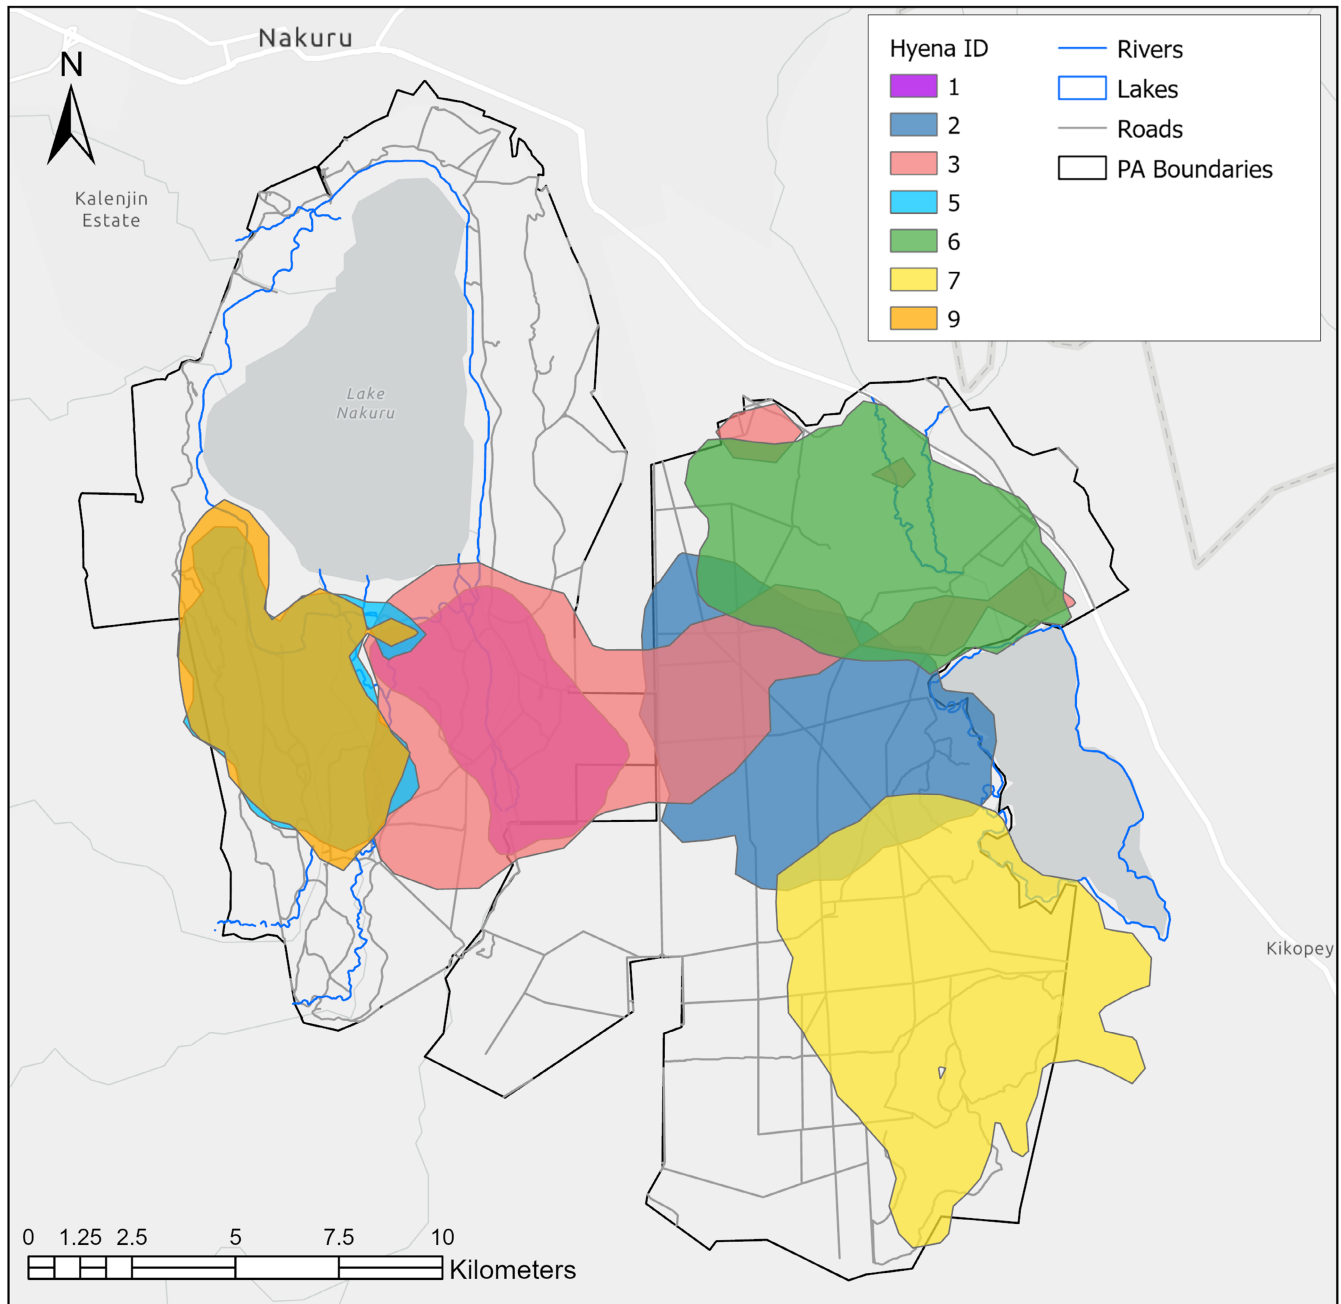 Nakuru
N
Kalenjin
Estate
Lake
Nakuru
Hyena ID
1
2
3
5
6
7
9
Rivers
Lakes
Roads
PA Boundaries
Kikopey
0 1.25 2.5 5 7.5 10
Kilometers